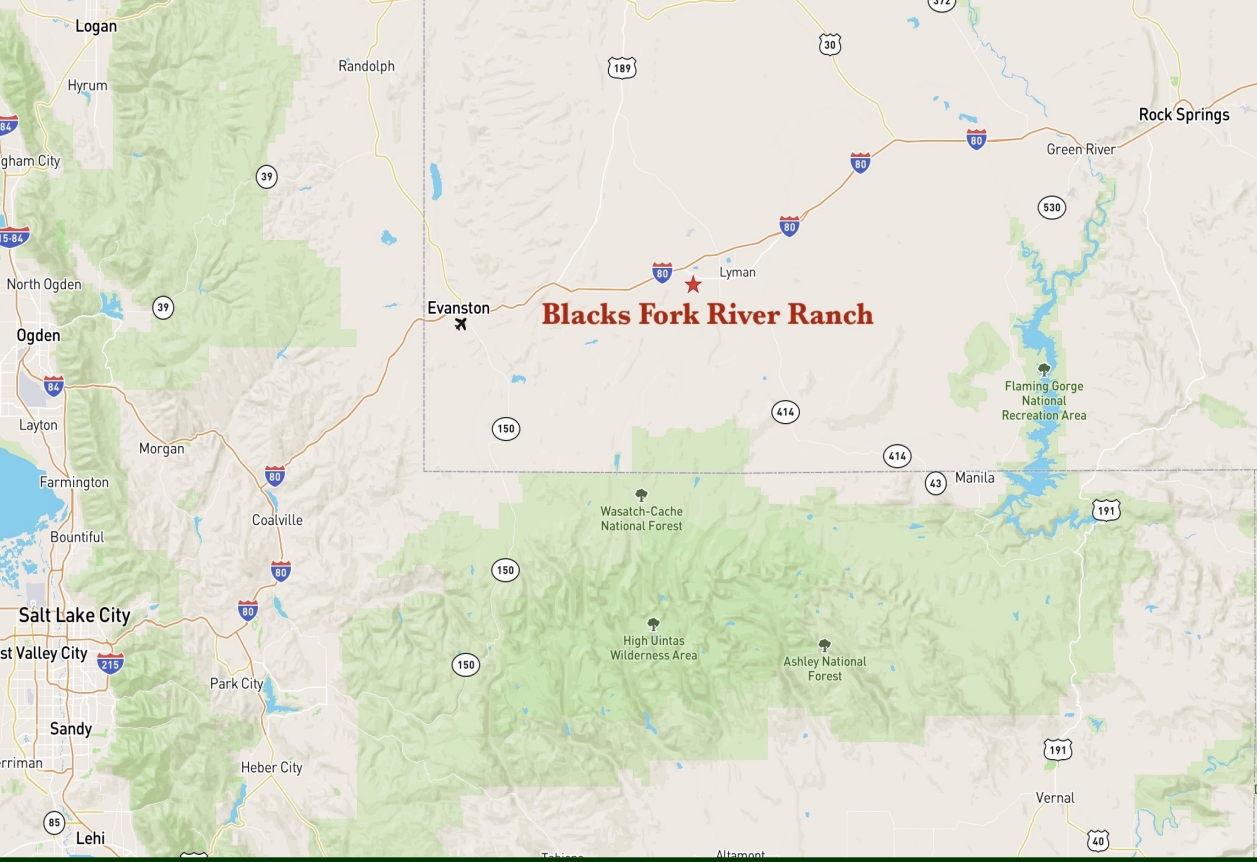 372
Logan
30
Randolph
189
Hyrum
Rock Springs
84
80
Green River
gham City
80
39
530
80
15-84
80
Lyman
North Ogden
39
Evanston
Blacks Fork River Ranch
Ogden
84
Flaming Gorge
National
Recreation Area
414
Layton
150
Morgan
414
80
Manila
43
Farmington
Wasatch-Cache
National Forest
191
Coalville
Bountiful
80
150
80
Salt Lake City
High Uintas
Wilderness Area
st Valley City
215
150
Ashley National
Forest
Park City
Sandy
191
rriman
Heber City
Vernal
85
Lehi
40
Altamont